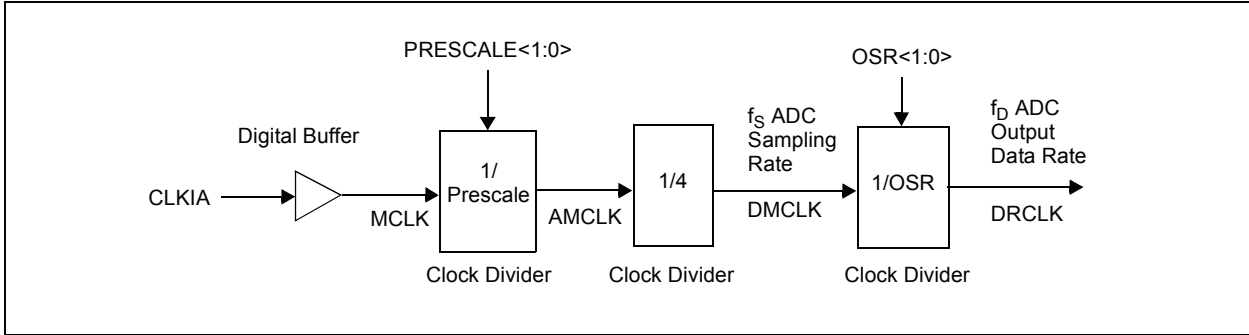 PRESCALE<1:0>
OSR<1:0>
Digital Buffer
f_S ADC
Sampling
Rate
f_D ADC
Output
Data Rate
CLKIA
MCLK
1/
Prescale
AMCLK
1/4
DMCLK
1/OSR
DRCLK
Clock Divider
Clock Divider
Clock Divider